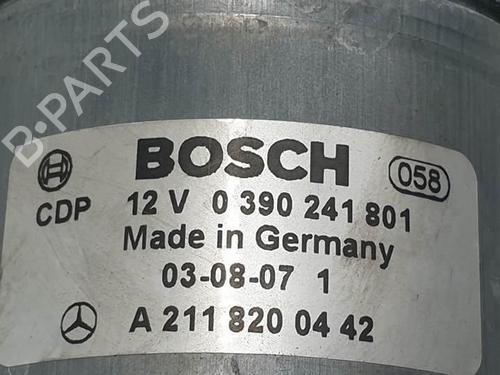 BOSCH
058
CDP 12 V 0 390 241 801
Made in Germany
03-08-07 1
A 211 820 04 42
B-PARTS